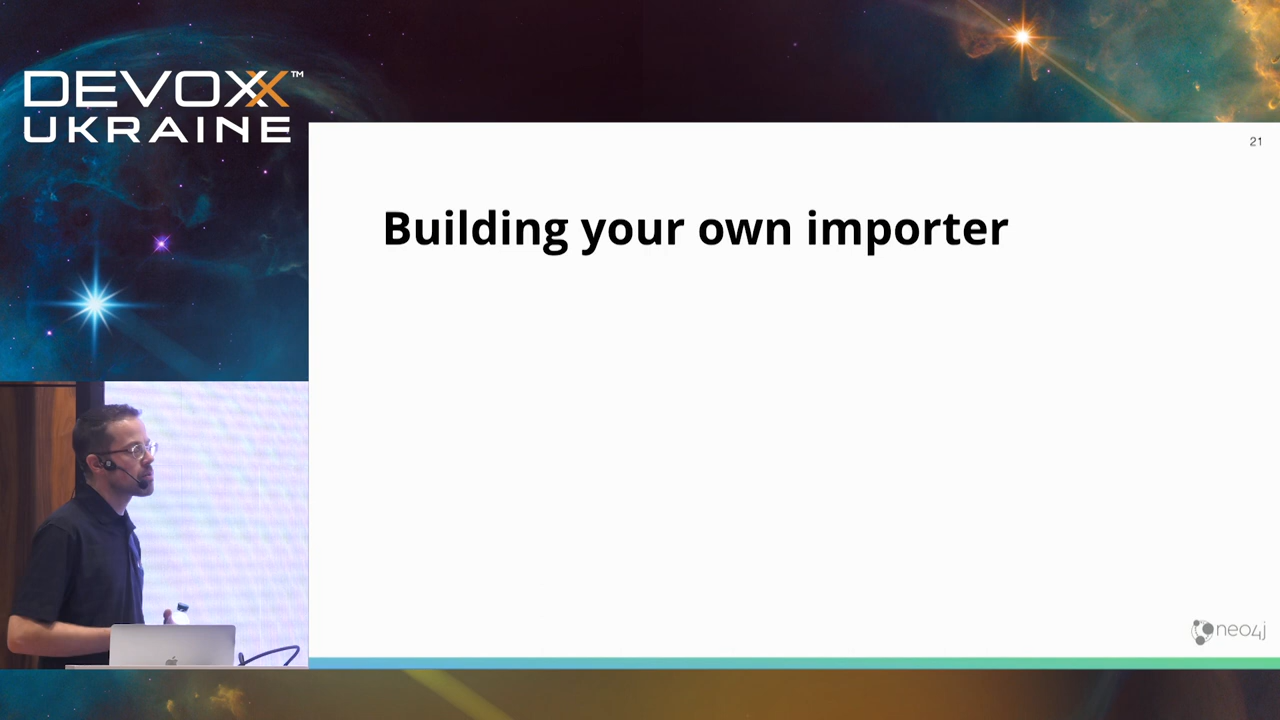 DEVOXX™
UKRAINE
21
Building your own importer
neo4j